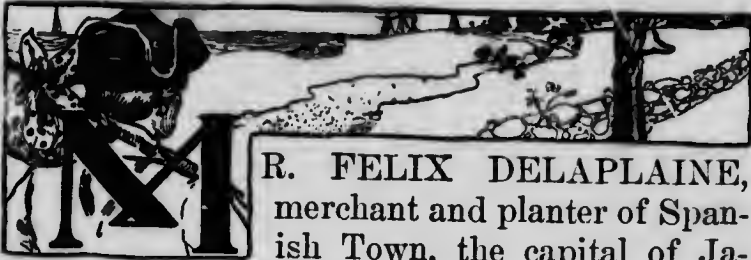 MR. FELIX DELAPLAINE,
merchant and planter of Span-
ish Town, the capital of Ja-